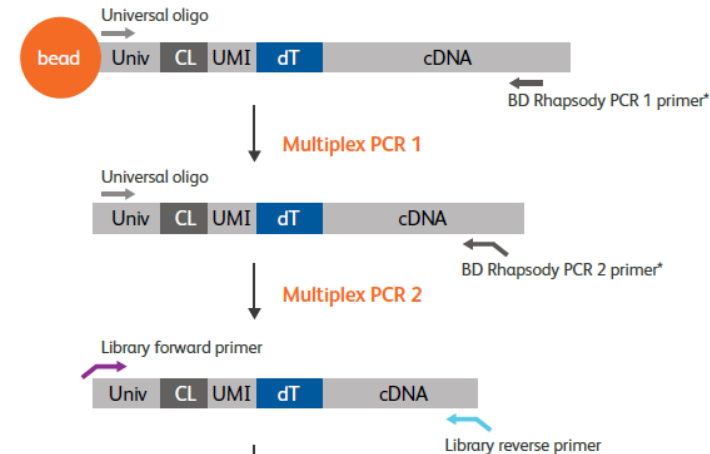 Universal oligo
bead Univ CL UMI dT cDNA
BD Rhapsody PCR 1 primer*
Multiplex PCR 1
Universal oligo
Univ CL UMI dT cDNA
BD Rhapsody PCR 2 primer*
Multiplex PCR 2
Library forward primer
Univ CL UMI dT cDNA
Library reverse primer